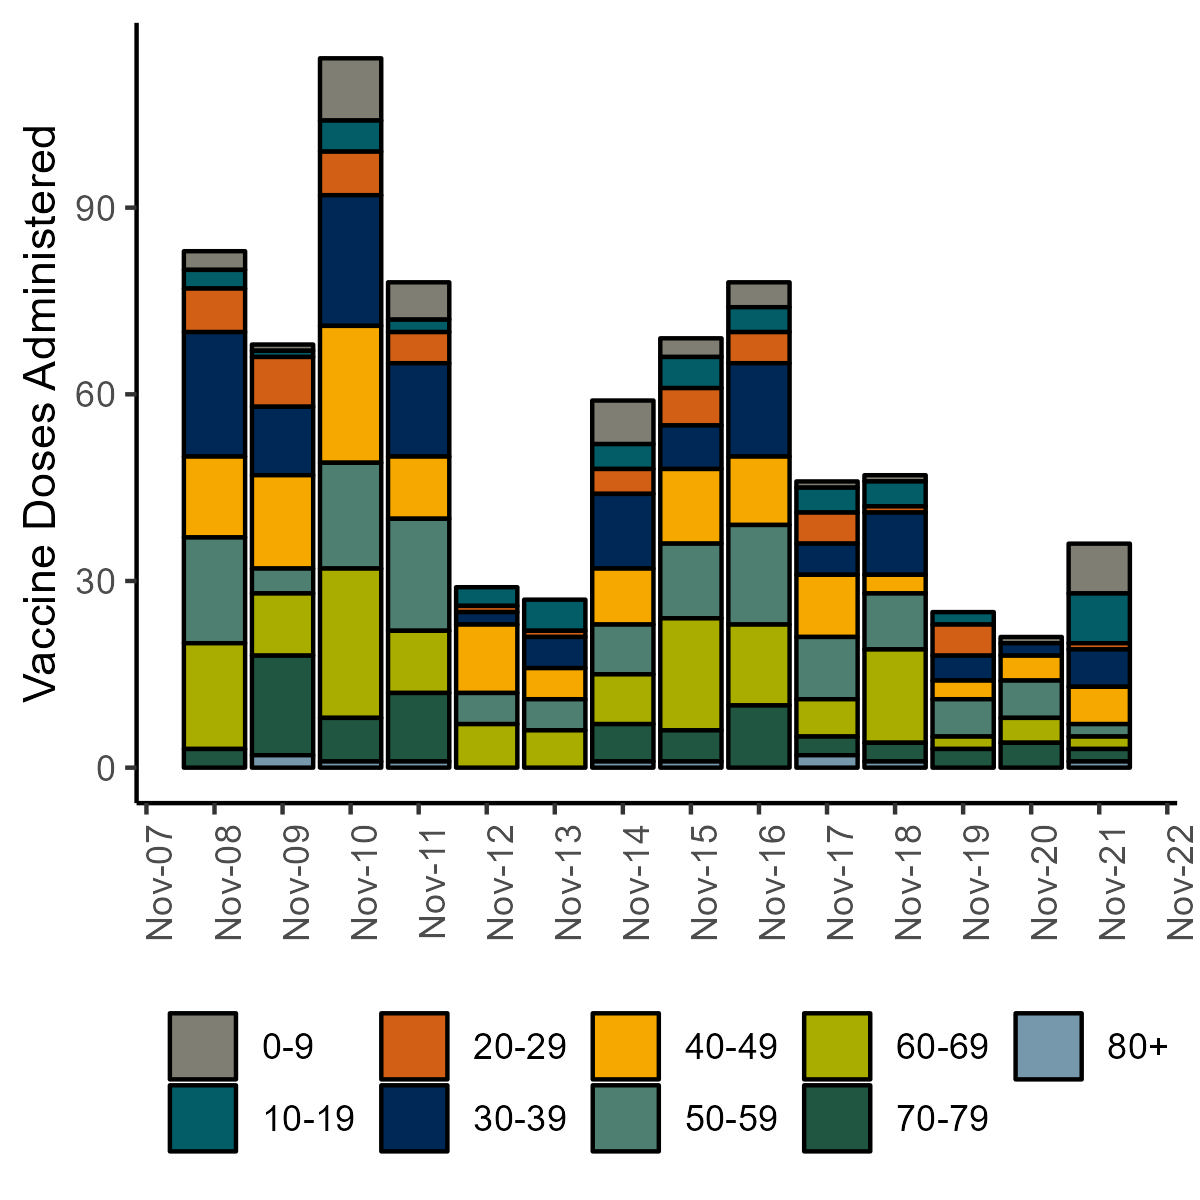 Vaccine Doses Administered
90
60
30
0
Nov-07
Nov-08
Nov-09
Nov-10
Nov-11
Nov-12
Nov-13
Nov-14
Nov-15
Nov-16
Nov-17
Nov-18
Nov-19
Nov-20
Nov-21
Nov-22
0-9
20-29
40-49
60-69
80+
10-19
30-39
50-59
70-79